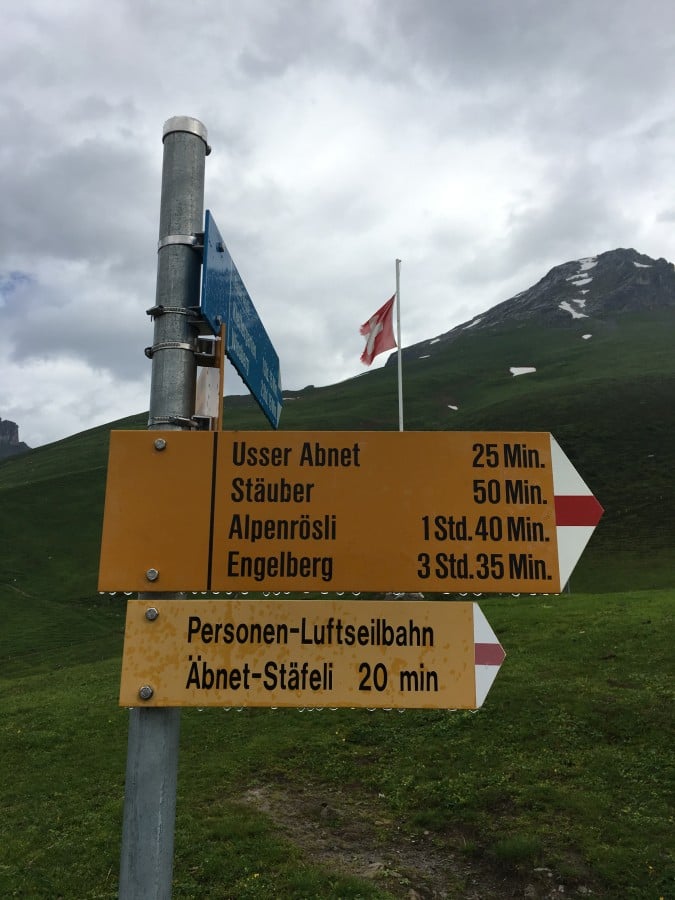 Usser Abnet 25 Min.
Stäuber 50 Min.
Alpenrösli 1 Std. 40 Min.
Engelberg 3 Std. 35 Min.
Personen-Luftseilbahn
Äbnet-Stäfeli 20 min